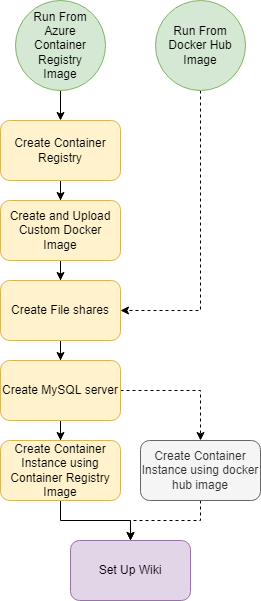 Run From
Azure
Container
Registry
Image
Run From
Docker Hub
Image
Create Container
Registry
Create and Upload
Custom Docker
Image
Create File shares
Create MySQL server
Create Container
Instance using
Container Registry
Image
Create Container
Instance using docker
hub image
Set Up Wiki